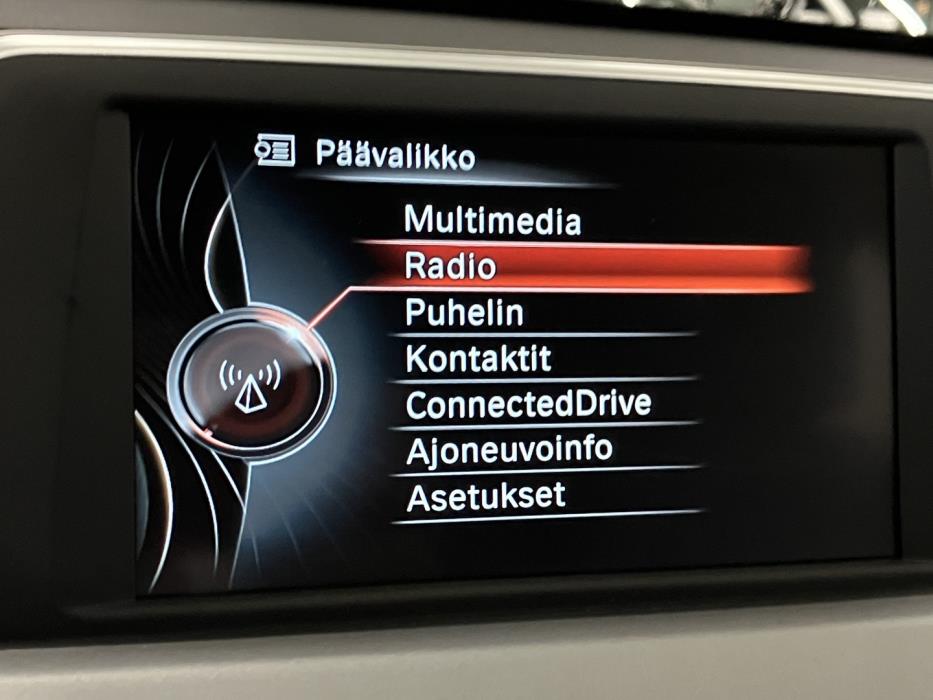 Päävalikko
Multimedia
Radio
Puhelin
Kontaktit
ConnectedDrive
Ajoneuvoinfo
Asetukset